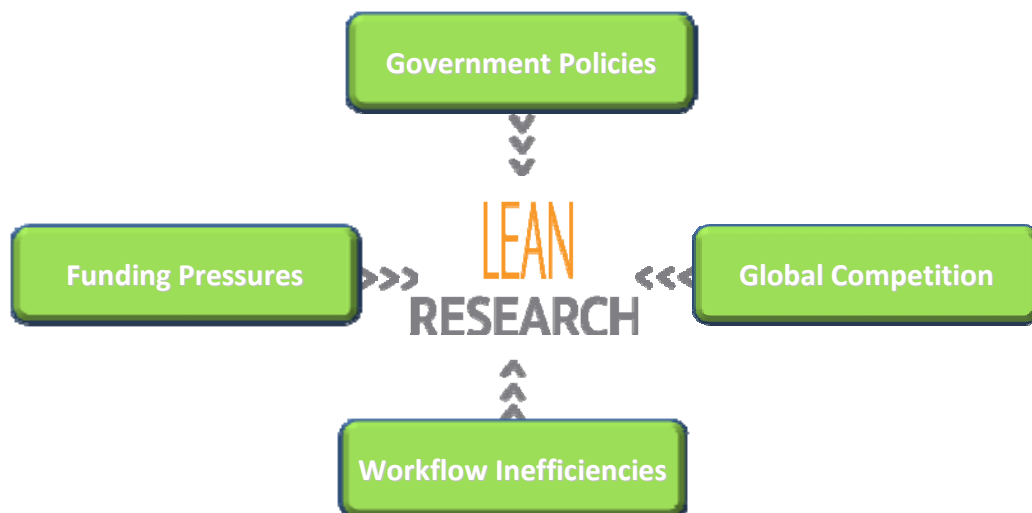 Government Policies
LEAN
Funding Pressures
Global Competition
RESEARCH
Workflow Inefficiencies